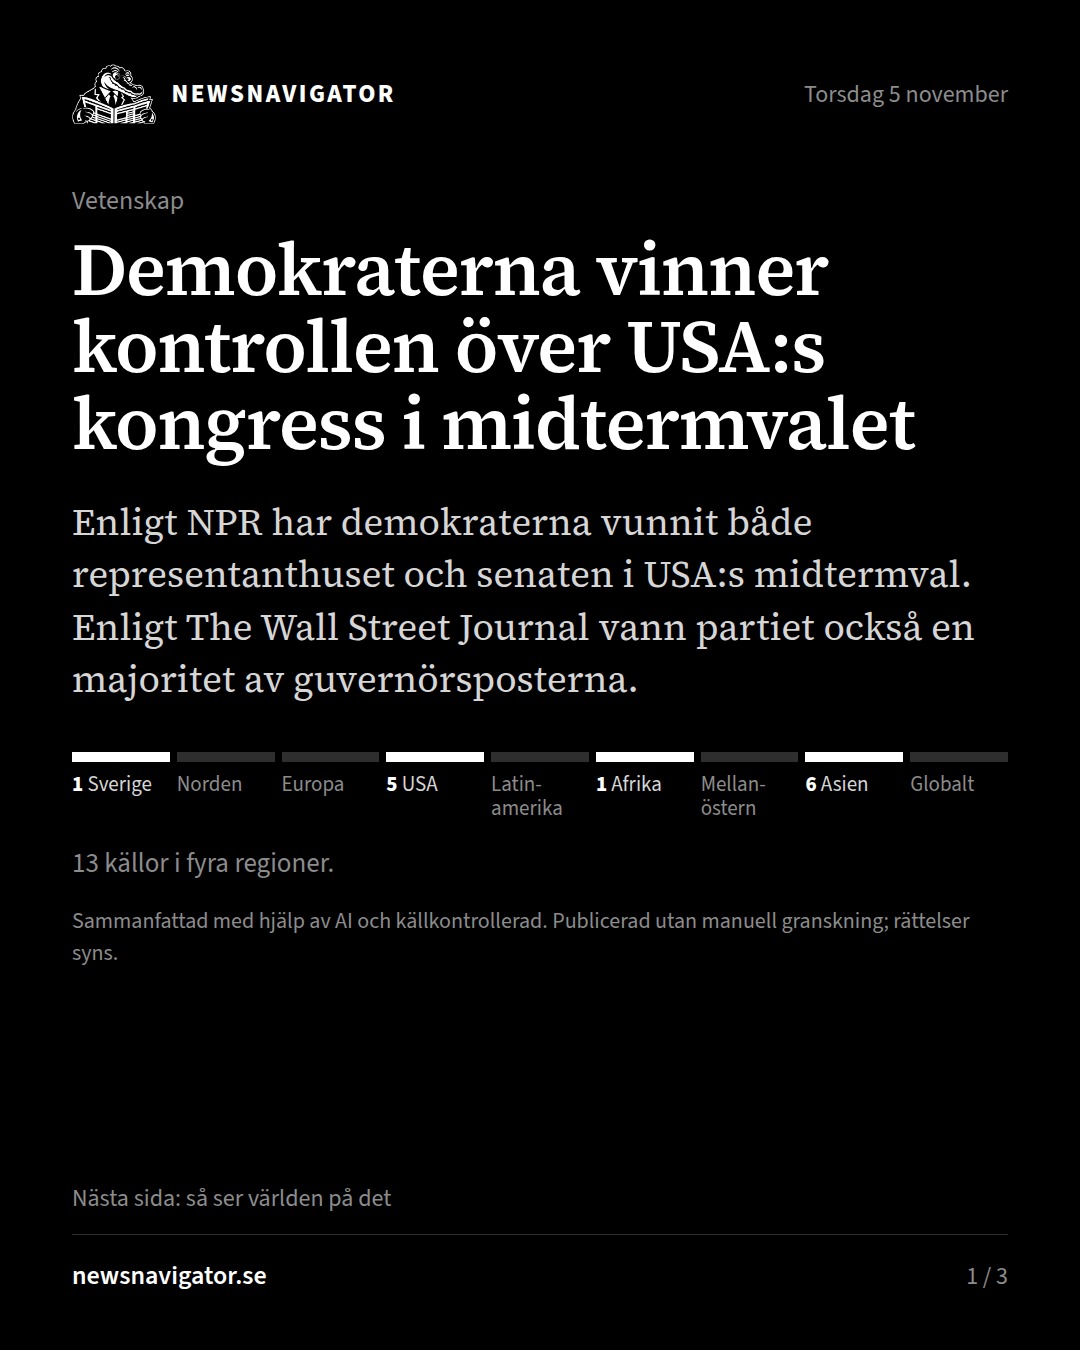 NEWSNAVIGATOR
Torsdag 5 november
Vetenskap
Demokraterna vinner
kontrollen över USA:s
kongress i midtermvalet
Enligt NPR har demokraterna vunnit både
representanthuset och senaten i USA:s midtermval.
Enligt The Wall Street Journal vann partiet också en
majoritet av guvernörsposterna.
1 Sverige
Norden
Europa
5 USA
Latin-
amerika
1 Afrika
Mellan-
östern
6 Asien
Globalt
13 källor i fyra regioner.
Sammanfattad med hjälp av AI och källkontrollerad. Publicerad utan manuell granskning; rättelser
syns.
Nästa sida: så ser världen på det
newsnavigator.se
1 / 3